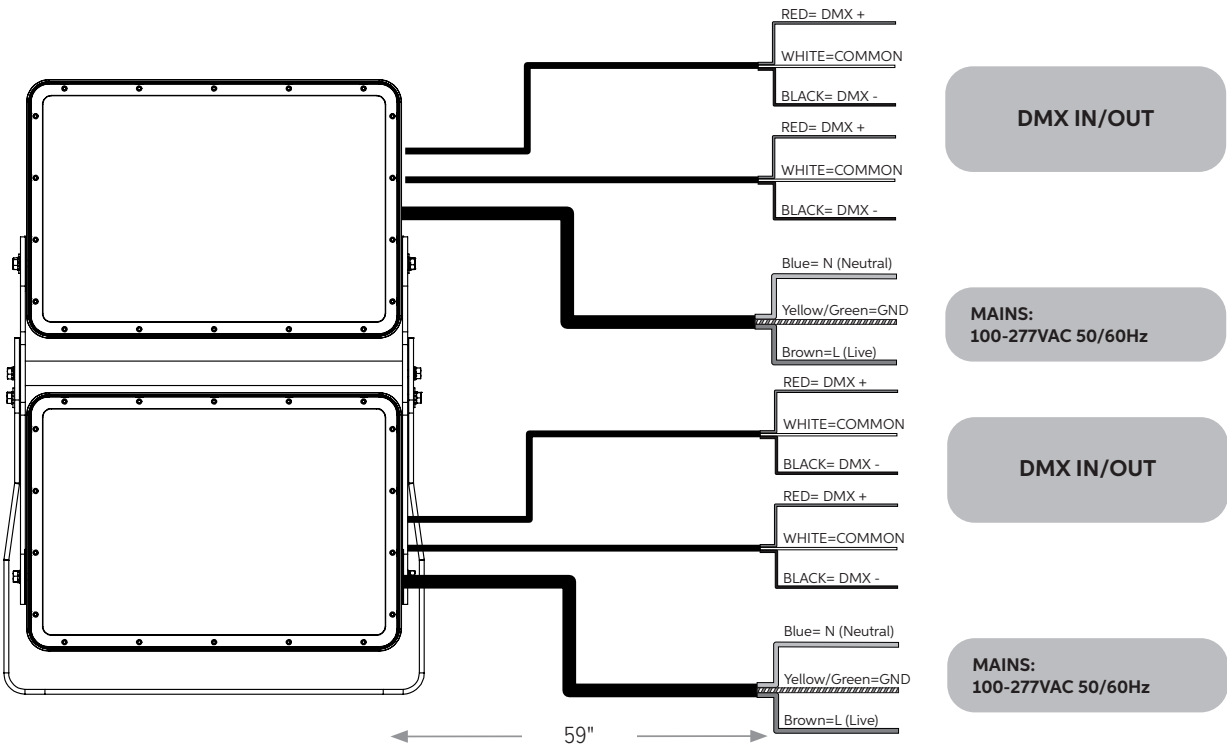 RED= DMX +
WHITE=COMMON
BLACK= DMX -
RED= DMX +
WHITE=COMMON
BLACK= DMX -
DMX IN/OUT
Blue= N (Neutral)
Yellow/Green=GND
Brown=L (Live)
MAINS:
100-277VAC 50/60Hz
RED= DMX +
WHITE=COMMON
BLACK= DMX -
RED= DMX +
WHITE=COMMON
BLACK= DMX -
DMX IN/OUT
Blue= N (Neutral)
Yellow/Green=GND
Brown=L (Live)
MAINS:
100-277VAC 50/60Hz
59"